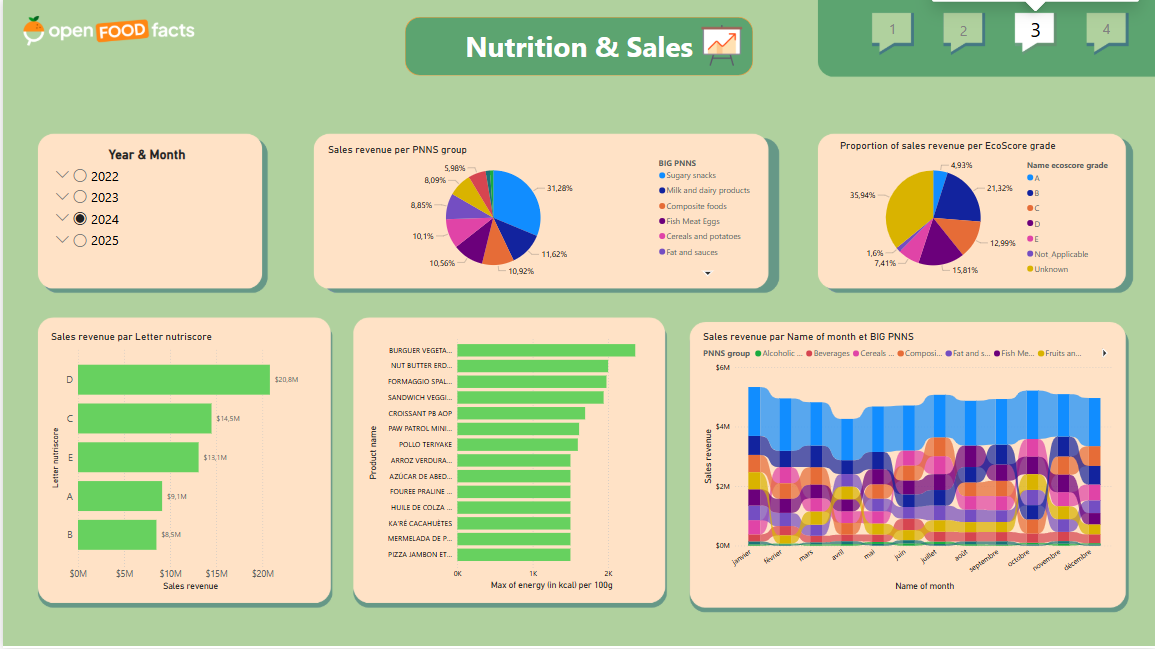 open FOOD facts
Nutrition & Sales
1
2
3
4
Year & Month
2022
2023
2024
2025
Sales revenue per PNNS group
5,98%
8,09%
8,85%
10,1%
10,56%
10,92%
11,62%
31,28%
BIG PNNS
Sugary snacks
Milk and dairy products
Composite foods
Fish Meat Eggs
Cereals and potatoes
Fat and sauces
Proportion of sales revenue per EcoScore grade
4,93%
35,94%
21,32%
12,99%
1,6%
7,41%
15,81%
Name ecoscore grade
A
B
C
D
E
Not_Applicable
Unknown
Sales revenue par Letter nutriscore
Letter nutriscore
D
$20,8M
C
$14,5M
E
$13,1M
A
$9,1M
B
$8,5M
$0M $5M $10M $15M $20M
Sales revenue
Product name
BURGUER VEGETA...
NUT BUTTER ERD...
FORMAGGIO SPAL...
SANDWICH VEGGI...
CROISSANT PB AOP
PAW PATROL MINI...
POLLO TERIYAKE
ARROZ VERDURA...
AZÚCAR DE ABED...
FOUREE PRALINE ...
HUILE DE COLZA ...
KA'RÉ CACAHUÈTES
MERMELADA DE P...
PIZZA JAMBON ET...
0K 1K 2K
Max of energy (in kcal) per 100g
Sales revenue par Name of month et BIG PNNS
PNNS group Alcoholic ... Beverages Cereals ... Composi... Fat and s... Fish Me... Fruits an...
Sales revenue
$6M
$4M
$2M
$0M
janvier février mars avril mai juin juillet août septembre octobre novembre décembre
Name of month